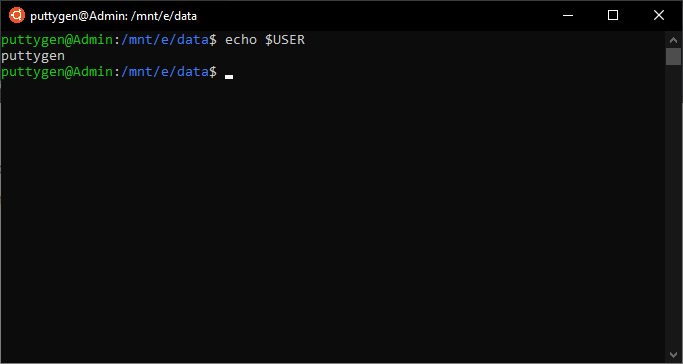 puttygen@Admin: /mnt/e/data
puttygen@Admin:/mnt/e/data$ echo $USER
puttygen
puttygen@Admin:/mnt/e/data$